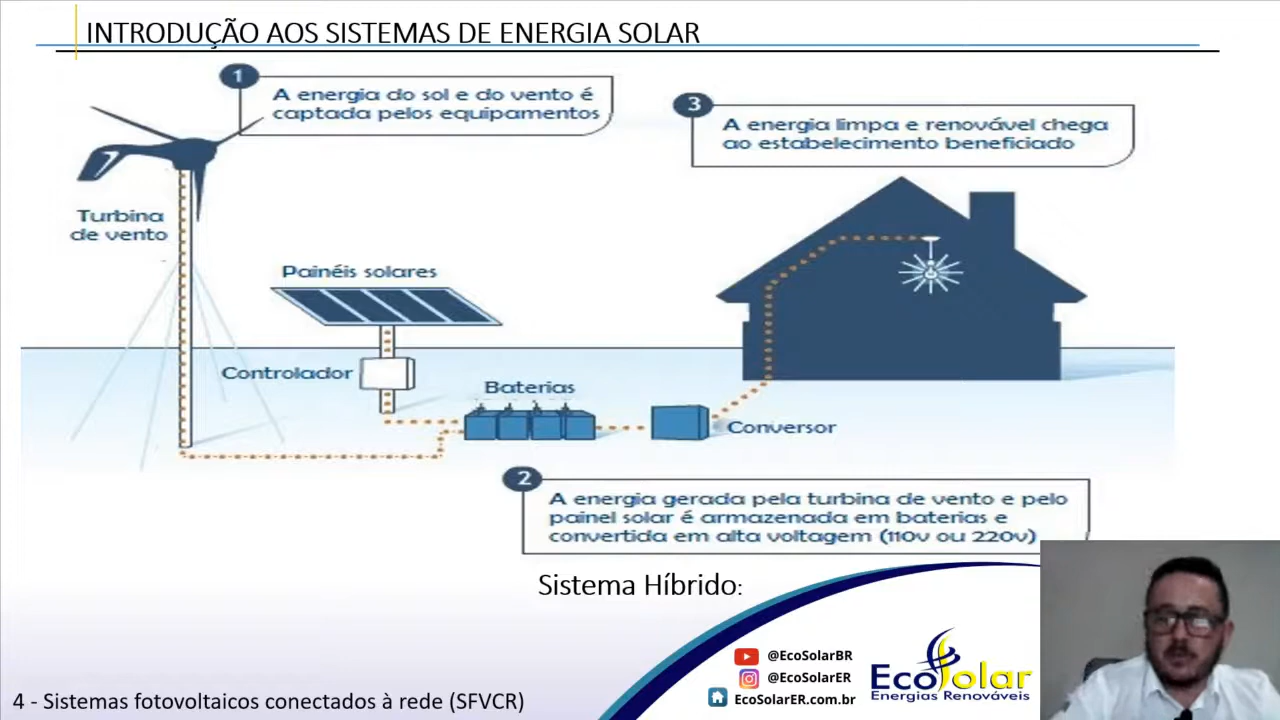 INTRODUÇÃO AOS SISTEMAS DE ENERGIA SOLAR
1
A energia do sol e do vento é
captada pelos equipamentos
3
A energia limpa e renovável chega
ao estabelecimento beneficiado
Turbina
de vento
Painéis solares
Controlador
Baterias
Conversor
2
A energia gerada pela turbina de vento e pelo
painel solar é armazenada em baterias e
convertida em alta voltagem (110v ou 220v)
Sistema Híbrido:
@EcoSolarBR
@EcoSolarER
EcoSolarER.com.br
EcoSolar
Energias Renováveis
4 - Sistemas fotovoltaicos conectados à rede (SFVCR)